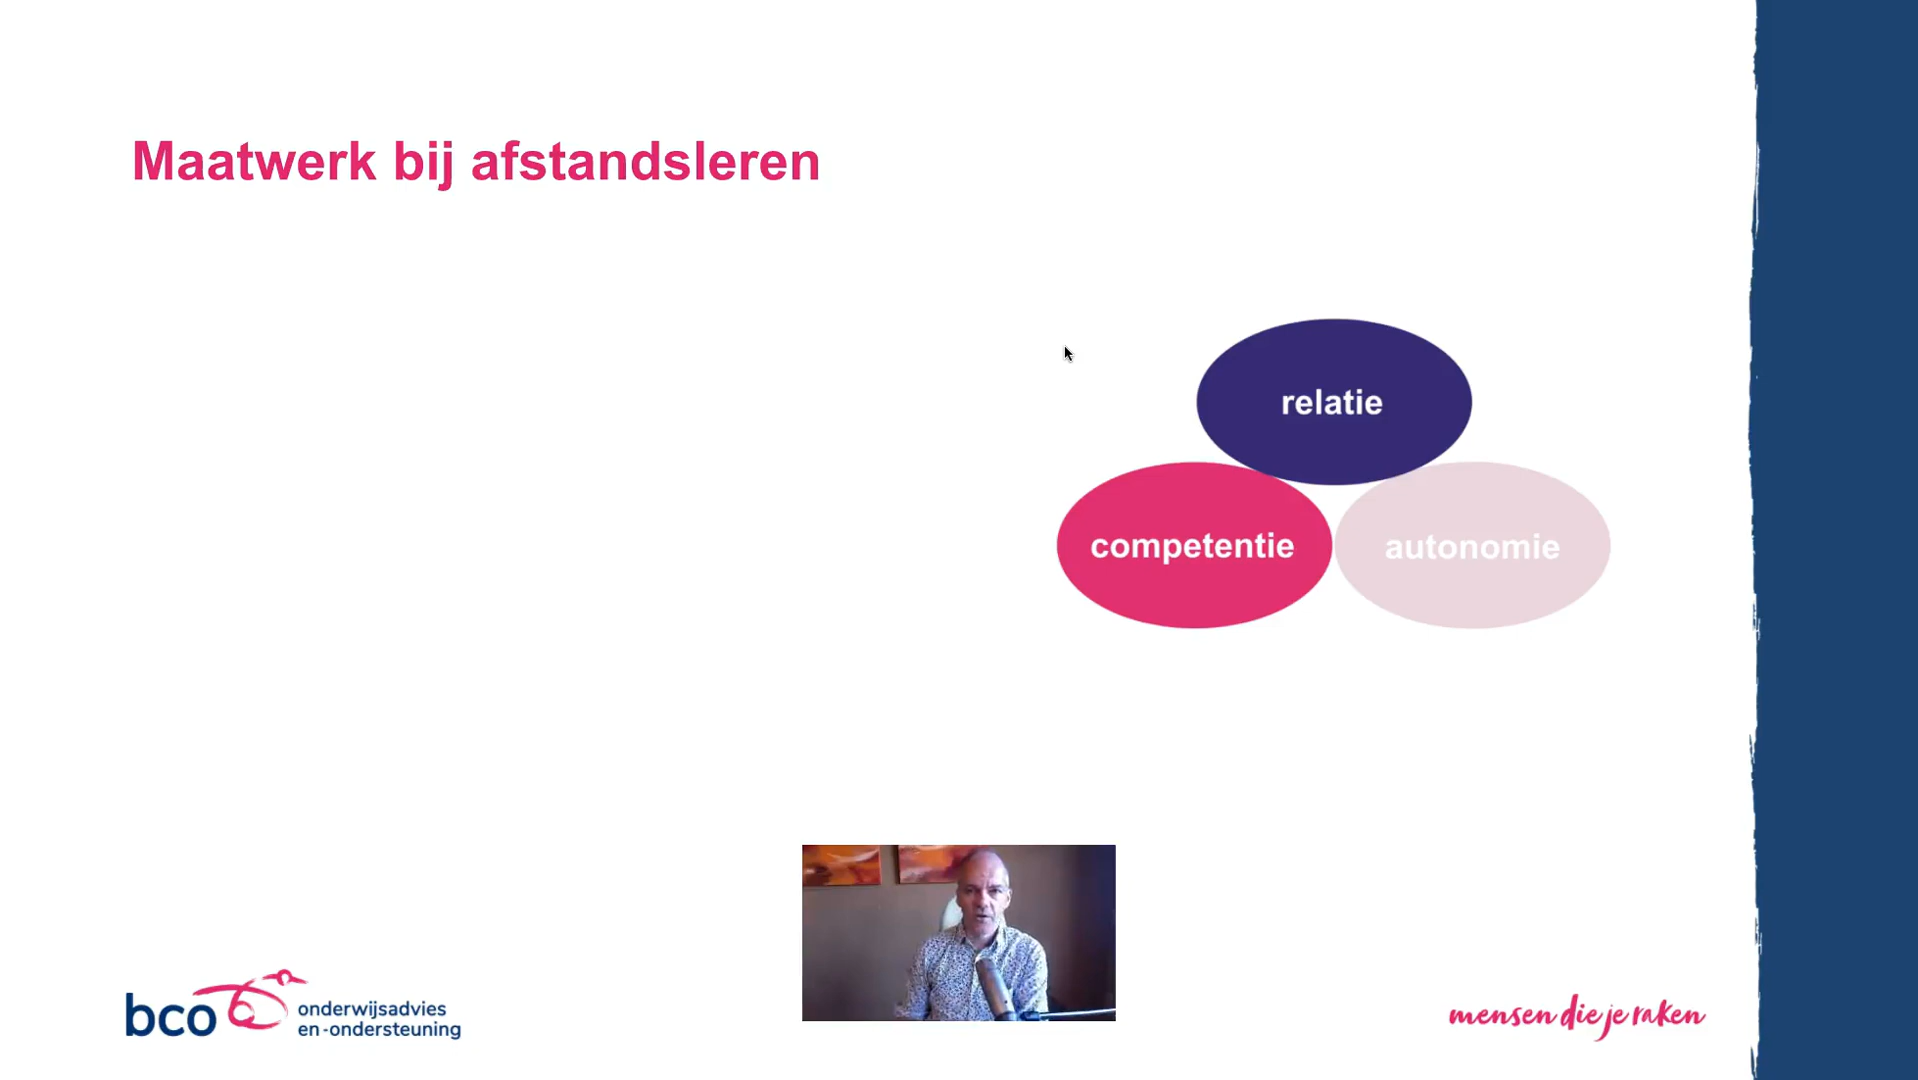 Maatwerk bij afstandsleren
relatie
competentie
autonomie
bco
onderwijsadvies
en-ondersteuning
mensen die je raken